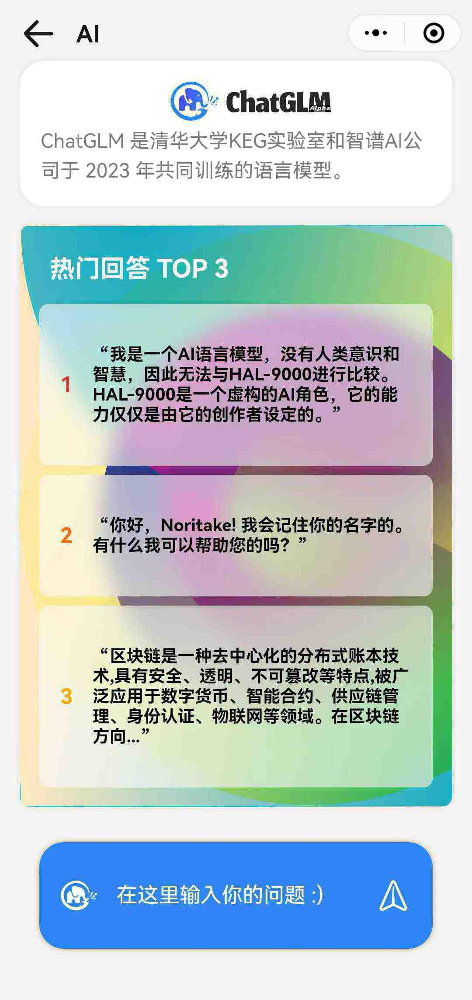 AI
ChatGLM
Alpha
ChatGLM 是清华大学KEG实验室和智谱AI公
司于 2023 年共同训练的语言模型。
热门回答 TOP 3
1
“我是一个AI语言模型，没有人类意识和
智慧，因此无法与HAL-9000进行比较。
HAL-9000是一个虚构的AI角色，它的能
力仅仅是由它的创作者设定的。”
2
“你好，Noritake! 我会记住你的名字的。
有什么我可以帮助您的吗？”
3
“区块链是一种去中心化的分布式账本技
术,具有安全、透明、不可篡改等特点,被广
泛应用于数字货币、智能合约、供应链管
理、身份认证、物联网等领域。在区块链
方向...”
在这里输入你的问题 :)